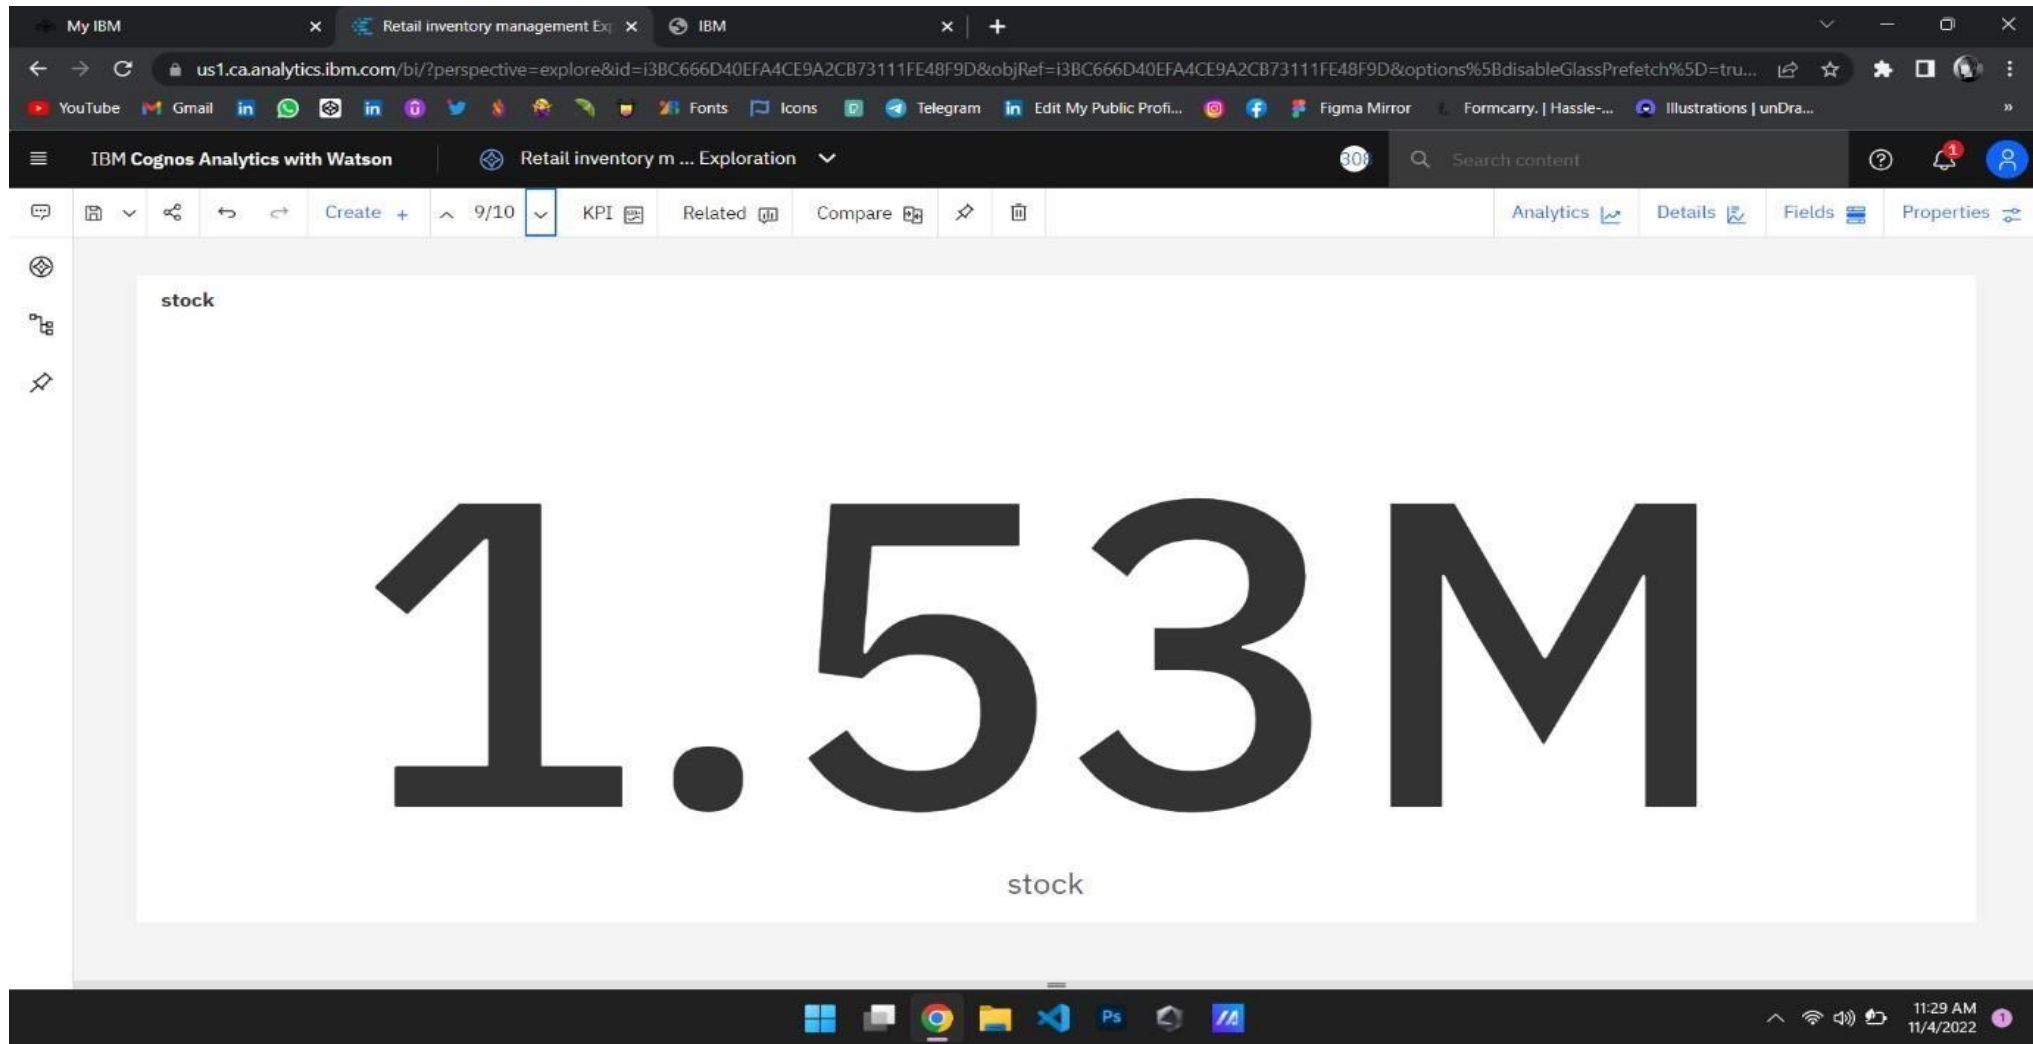 My IBM
Retail inventory management Ex
IBM
us1.ca.analytics.ibm.com/bi/?perspective=explore&id=i3BC666D40EFA4CE9A2CB73111FE48F9D&objRef=i3BC666D40EFA4CE9A2CB73111FE48F9D&options%5BdisableGlassPrefetch%5D=tru...
YouTube Gmail Fonts Icons Telegram Edit My Public Profi... Figma Mirror Formcarry. | Hassle-... Illustrations | unDra... »
IBM Cognos Analytics with Watson Retail inventory m ... Exploration 308 Search content 1
Create + 9/10 KPI Related Compare Analytics Details Fields Properties
stock
1.53M
stock
11:29 AM
11/4/2022
1